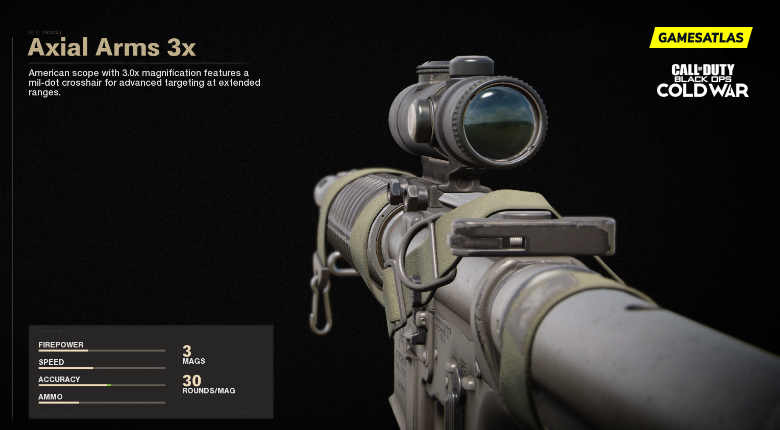 Axial Arms 3x
American scope with 3.0x magnification features a
mil-dot crosshair for advanced targeting at extended
ranges.
GAMESATLAS
CALL OF DUTY
BLACK OPS
COLD WAR
FIREPOWER
SPEED
ACCURACY
AMMO
3
MAGS
30
ROUNDS/MAG